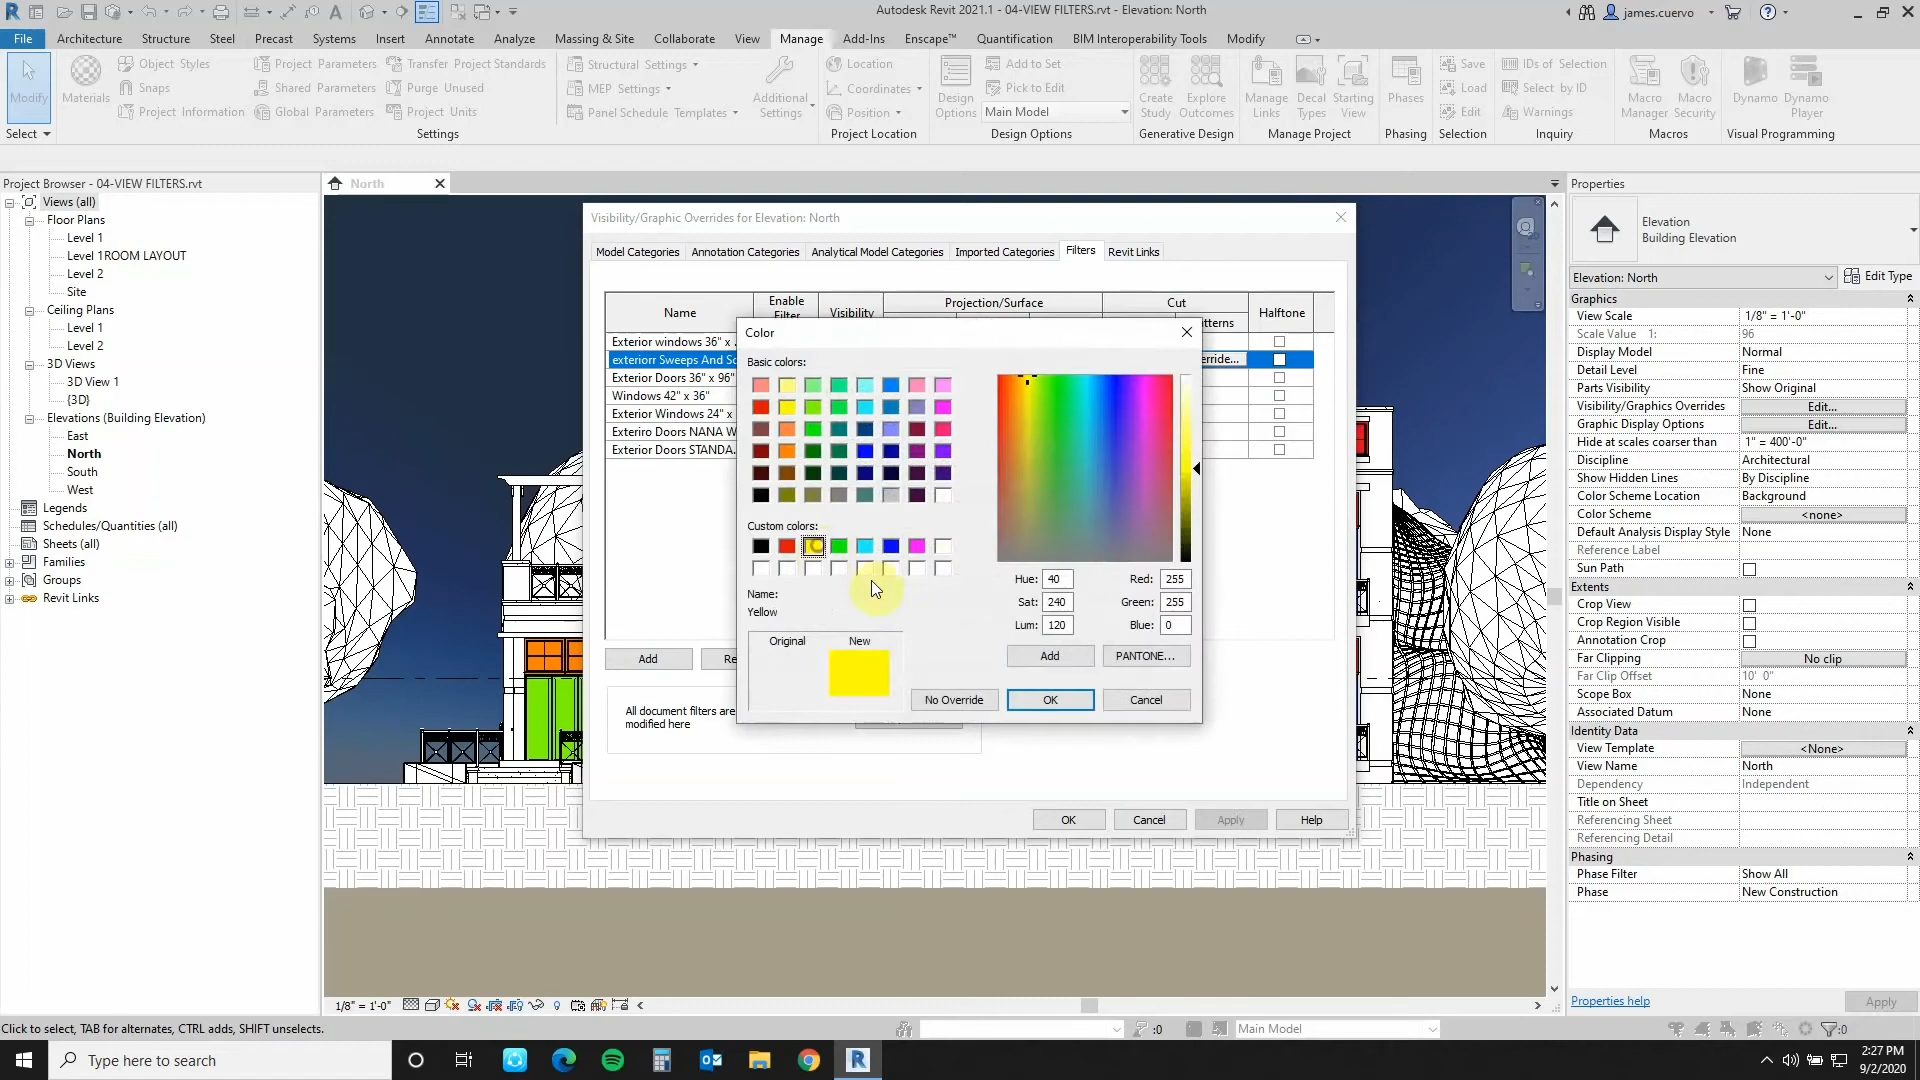 Autodesk Revit 2021.1 - 04-VIEW FILTERS.rvt - Elevation: North
james.cuervo
File Architecture Structure Steel Precast Systems Insert Annotate Analyze Massing & Site Collaborate View Manage Add-Ins Enscape™ Quantification BIM Interoperability Tools Modify
Object Styles Project Parameters Transfer Project Standards Structural Settings Location Add to Set Save IDs of Selection
Snaps Shared Parameters Purge Unused MEP Settings Coordinates Pick to Edit Load Select by ID
Modify Materials Additional Settings Design Options Create Study Explore Outcomes Manage Links Decal Types Starting View Phases Macro Manager Macro Security Dynamo Dynamo Player
Project Information Global Parameters Project Units Panel Schedule Templates Position Main Model Edit Warnings
Select Settings Project Location Design Options Generative Design Manage Project Phasing Selection Inquiry Macros Visual Programming
Project Browser - 04-VIEW FILTERS.rvt
Views (all)
Floor Plans
Level 1
Level 1ROOM LAYOUT
Level 2
Site
Ceiling Plans
Level 1
Level 2
3D Views
3D View 1
{3D}
Elevations (Building Elevation)
East
North
South
West
Legends
Schedules/Quantities (all)
Sheets (all)
Families
Groups
Revit Links
North
Visibility/Graphic Overrides for Elevation: North
Model Categories Annotation Categories Analytical Model Categories Imported Categories Filters Revit Links
Name Enable Filter Visibility Projection/Surface Cut Halftone
tterns
Exterior windows 36" x .
exteriorr Sweeps And So
rride...
Exterior Doors 36" x 96"
Windows 42" x 36"
Exterior Windows 24" x
Exteriro Doors NANA W
Exterior Doors STANDA.
Add Re
All document filters are
modified here
OK Cancel Apply Help
Color
Basic colors:
Custom colors:
Name:
Yellow
Original New
Hue: 40 Red: 255
Sat: 240 Green: 255
Lum: 120 Blue: 0
Add PANTONE...
No Override OK Cancel
Properties
Elevation
Building Elevation
Elevation: North Edit Type
Graphics
View Scale 1/8" = 1'-0"
Scale Value 1: 96
Display Model Normal
Detail Level Fine
Parts Visibility Show Original
Visibility/Graphics Overrides Edit...
Graphic Display Options Edit...
Hide at scales coarser than 1" = 400'-0"
Discipline Architectural
Show Hidden Lines By Discipline
Color Scheme Location Background
Color Scheme <none>
Default Analysis Display Style None
Reference Label
Sun Path
Extents
Crop View
Crop Region Visible
Annotation Crop
Far Clipping No clip
Far Clip Offset 10' 0"
Scope Box None
Associated Datum None
Identity Data
View Template <None>
View Name North
Dependency Independent
Title on Sheet
Referencing Sheet
Referencing Detail
Phasing
Phase Filter Show All
Phase New Construction
Properties help Apply
1/8" = 1'-0"
Click to select, TAB for alternates, CTRL adds, SHIFT unselects.
:0 Main Model :0
Type here to search
2:27 PM
9/2/2020